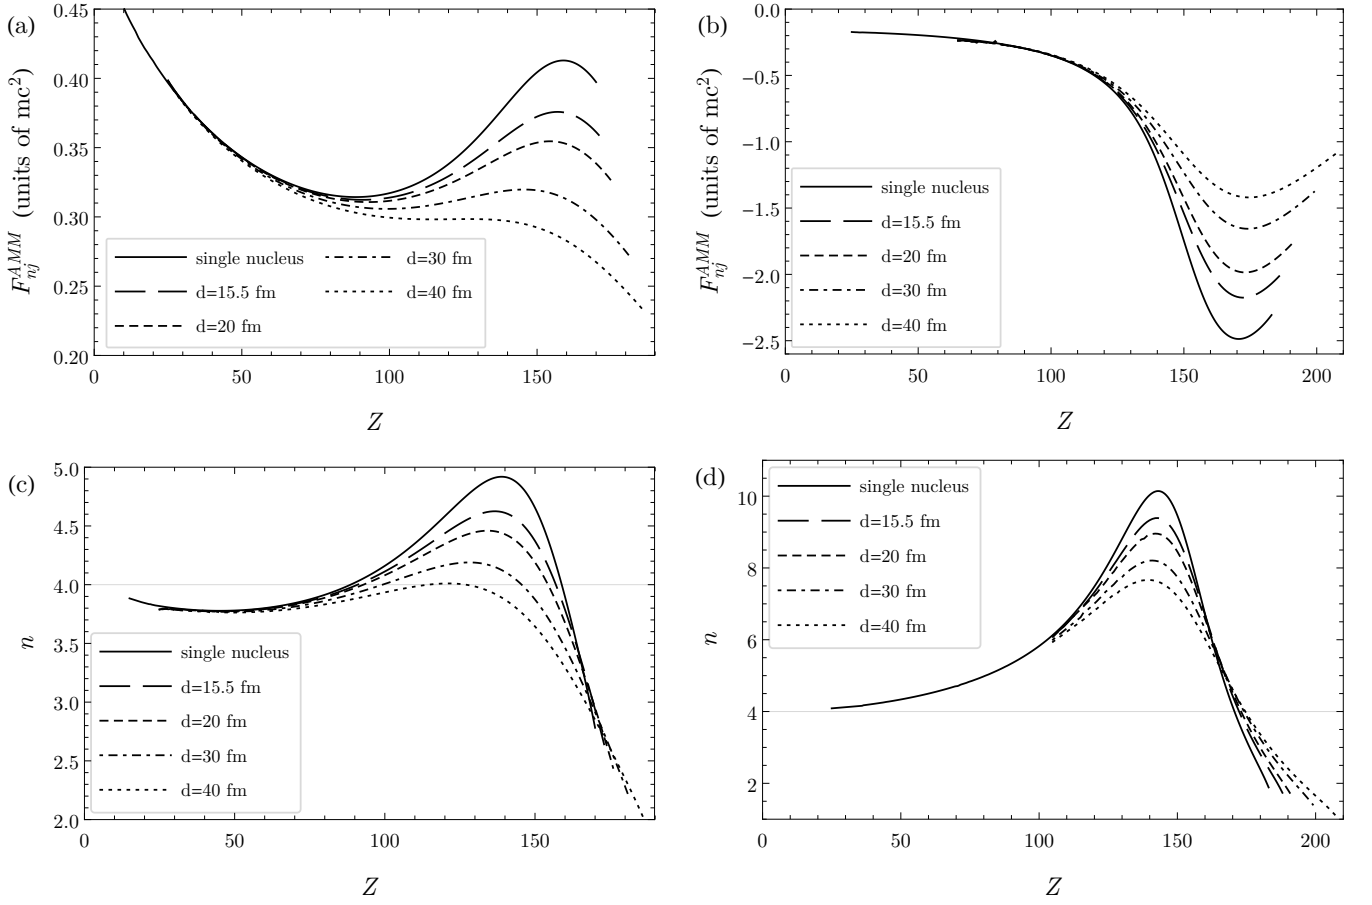 (a)
0.45
0.40
0.35
0.30
0.25
0.20
F_{nj}^{AMM} (units of mc²)
single nucleus
d=15.5 fm
d=20 fm
d=30 fm
d=40 fm
0 50 100 150
Z
(b)
0.0
−0.5
−1.0
−1.5
−2.0
−2.5
F_{nj}^{AMM} (units of mc²)
single nucleus
d=15.5 fm
d=20 fm
d=30 fm
d=40 fm
0 50 100 150 200
Z
(c)
5.0
4.5
4.0
3.5
3.0
2.5
2.0
n
single nucleus
d=15.5 fm
d=20 fm
d=30 fm
d=40 fm
0 50 100 150
Z
(d)
10
8
6
4
2
n
single nucleus
d=15.5 fm
d=20 fm
d=30 fm
d=40 fm
0 50 100 150 200
Z